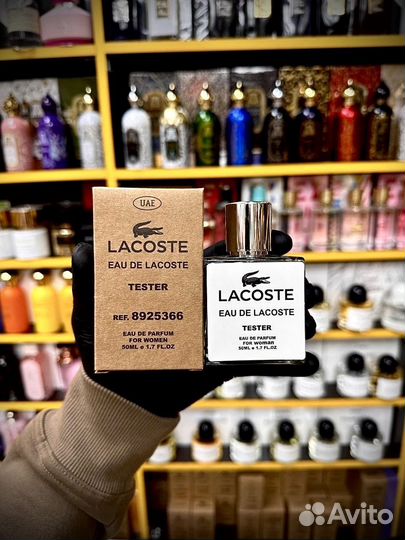 UAE
LACOSTE
EAU DE LACOSTE
TESTER
REF. 8925366
EAU DE PARFUM
FOR WOMEN
50ML e 1.7 FL.OZ
LACOSTE
EAU DE LACOSTE
TESTER
EAU DE PARFUM
FOR woman
50ML e 1.7 FL.OZ
Avito